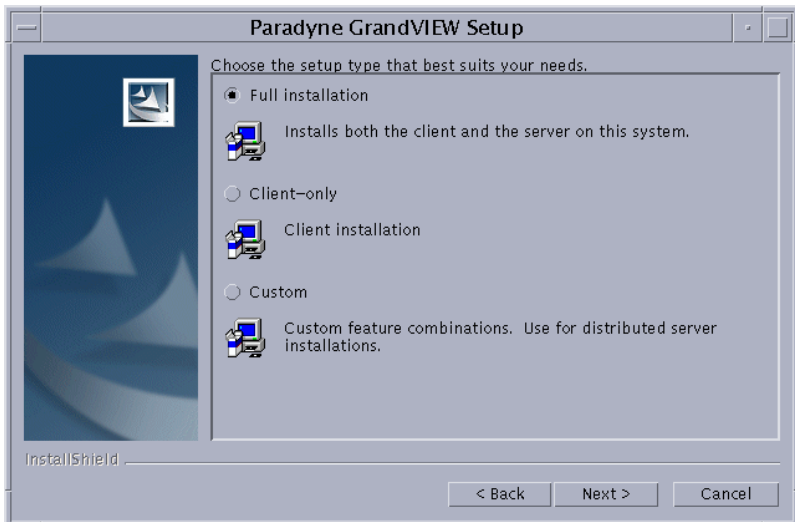 Paradyne GrandVIEW Setup
Choose the setup type that best suits your needs.
Full installation
Installs both the client and the server on this system.
Client-only
Client installation
Custom
Custom feature combinations. Use for distributed server
installations.
InstallShield
< Back
Next >
Cancel